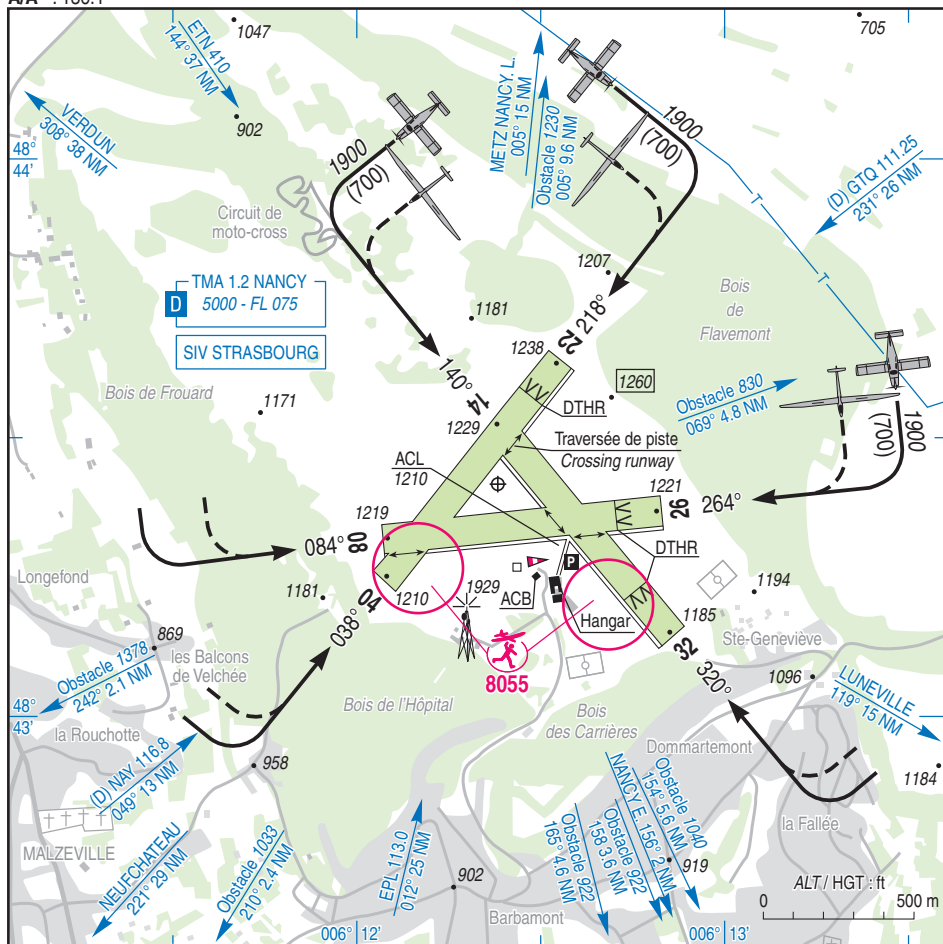 1047
705
ETN 410
144° 37 NM
902
VERDUN
308° 38 NM
48°
44'
1900
(700)
METZ NANCY. L.
005° 15 NM
Obstacle 1230
005° 9.6 NM
1900
(700)
(D) GTQ 111.25
231° 26 NM
T
T
Circuit de
moto-cross
TMA 1.2 NANCY
D
5000 - FL 075
SIV STRASBOURG
1181
1207
Bois
de
Flavemont
218°
22
1238
140°
14
1229
DTHR
1260
Obstacle 830
069° 4.8 NM
1900
(700)
Bois de Frouard
1171
Traversée de piste
Crossing runway
ACL
1210
1221
26
264°
1219
08
084°
DTHR
Longefond
1181
04
038°
1210
1929
P
ACB
Hangar
1194
1185
32
320°
Ste-Geneviève
869
les Balcons
de Velchée
8055
Obstacle 1378
242° 2.1 NM
1096
LUNEVILLE
119° 15 NM
48°
43'
la Rouchotte
Bois de l'Hôpital
Bois
des Carrières
Dommartemont
(D) NAY 116.8
049° 13 NM
958
1184
MALZEVILLE
NEUFCHATEAU
221° 29 NM
Obstacle 1033
210° 2.4 NM
EPL 113.0
012° 25 NM
902
Barbamont
Obstacle 922
165° 4.6 NM
Obstacle 922
158 3.6 NM
NANCY E. 156° 2 NM
Obstacle 1040
154° 5.6 NM
919
la Fallée
ALT / HGT : ft
0
500 m
006° 12'
006° 13'